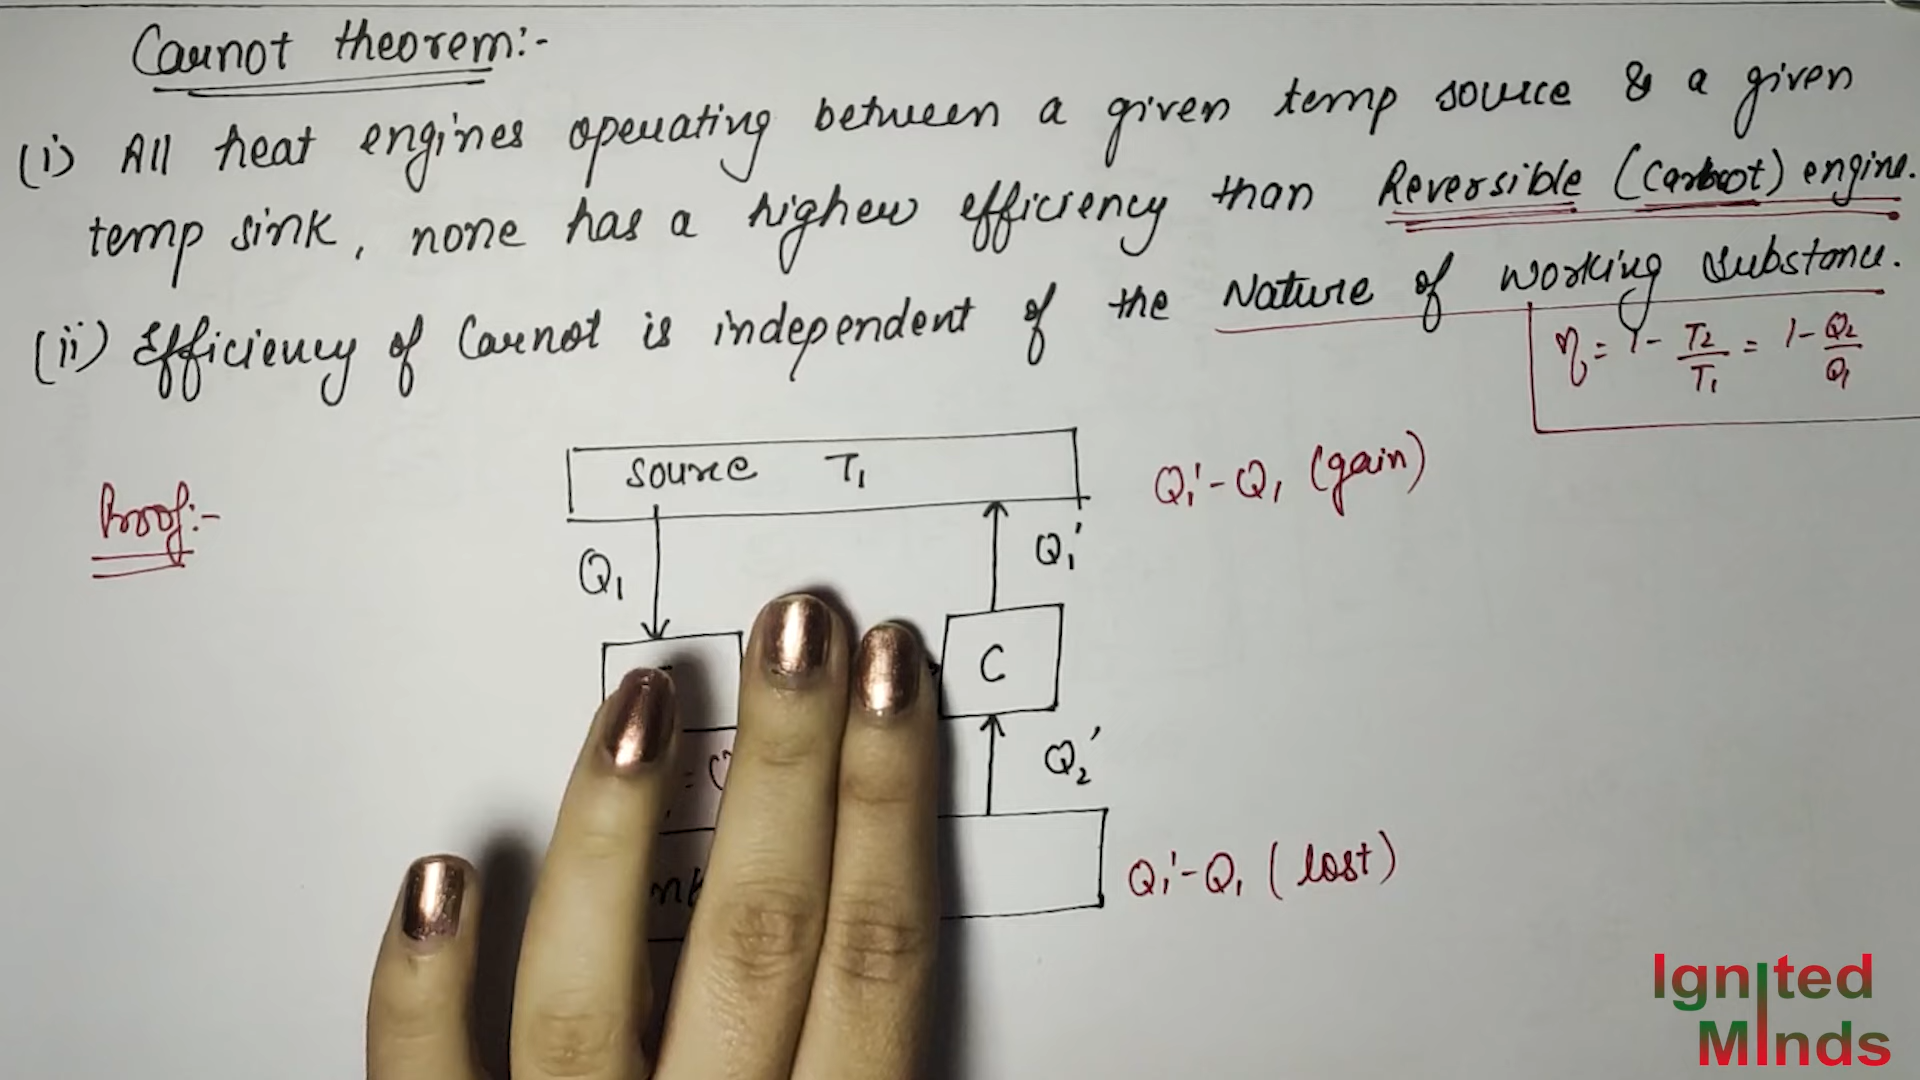 Carnot theorem:-
(i) All heat engines operating between a given temp source & a given
temp sink, none has a higher efficiency than Reversible (Carnot) engine.
(ii) Efficiency of Carnot is independent of the Nature of working substance.
η = 1 - T₂/T₁ = 1 - Q₂/Q₁
Proof:-
source T₁
Q₁'-Q₁ (gain)
Q₁
Q₁'
C
Q₂'
Q₁'-Q₁ (lost)
Ignited
Minds